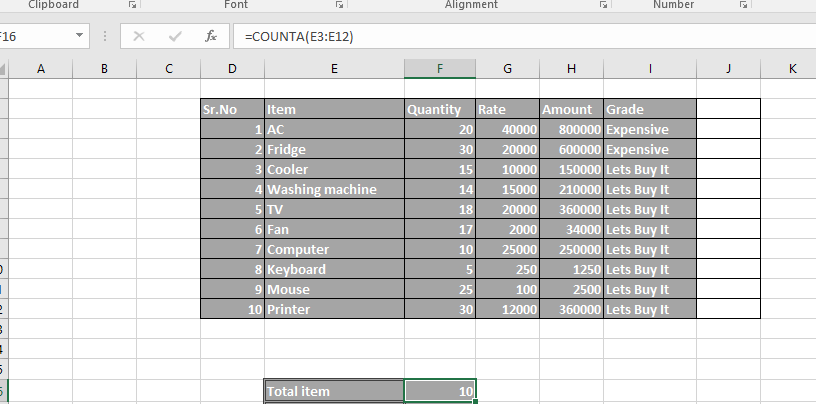 Clipboard Font Alignment Number
F16 fx =COUNTA(E3:E12)
A B C D E F G H I J K
Sr.No Item Quantity Rate Amount Grade
1 AC 20 40000 800000 Expensive
2 Fridge 30 20000 600000 Expensive
3 Cooler 15 10000 150000 Lets Buy It
4 Washing machine 14 15000 210000 Lets Buy It
5 TV 18 20000 360000 Lets Buy It
6 Fan 17 2000 34000 Lets Buy It
7 Computer 10 25000 250000 Lets Buy It
8 Keyboard 5 250 1250 Lets Buy It
9 Mouse 25 100 2500 Lets Buy It
10 Printer 30 12000 360000 Lets Buy It
Total item 10